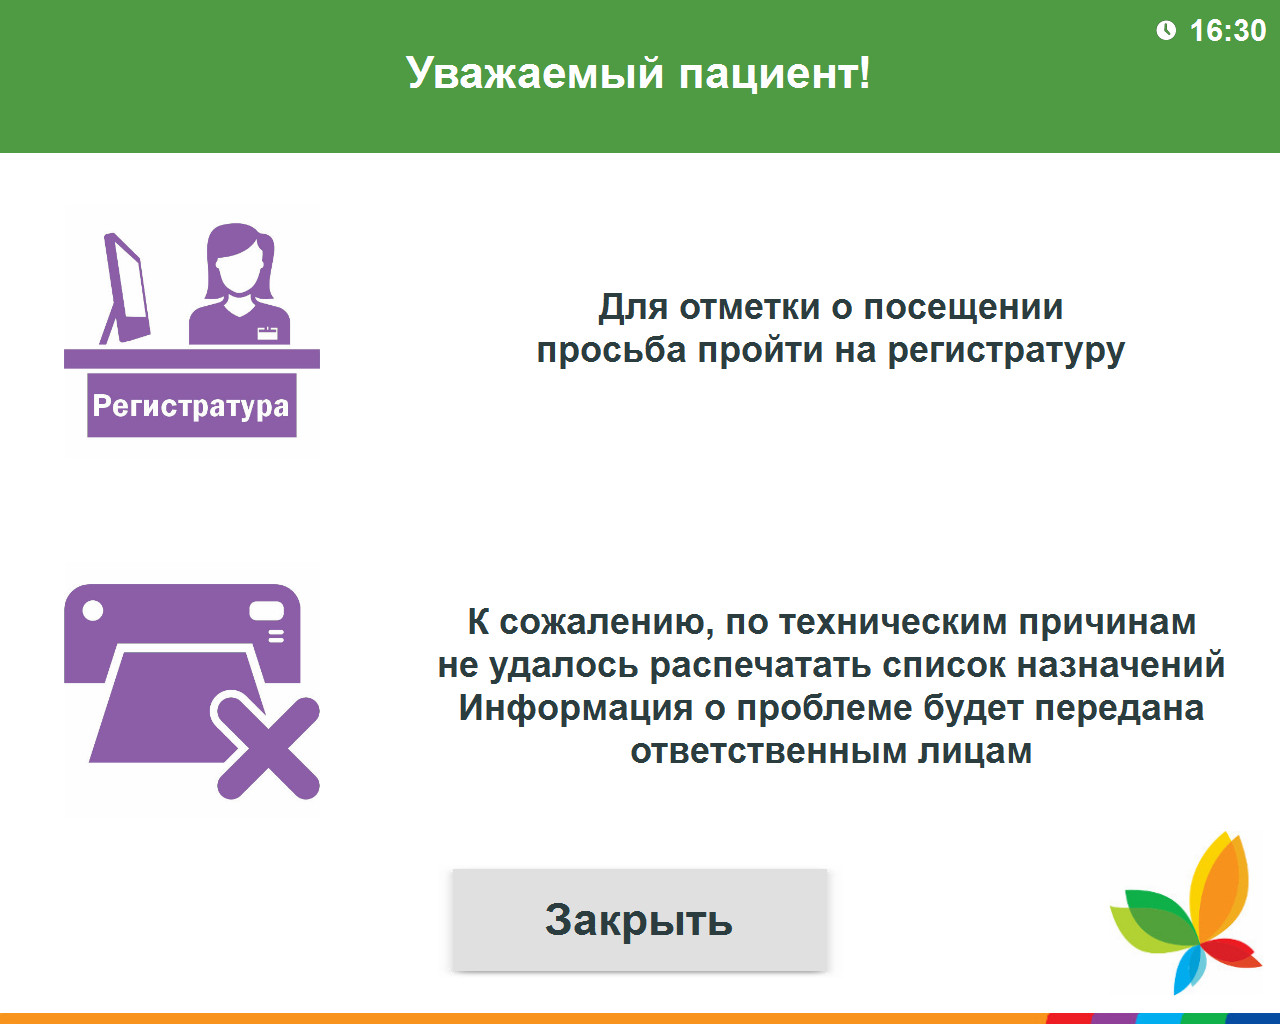 16:30
Уважаемый пациент!
Для отметки о посещении
просьба пройти на регистратуру
Регистратура
К сожалению, по техническим причинам
не удалось распечатать список назначений
Информация о проблеме будет передана
ответственным лицам
Закрыть